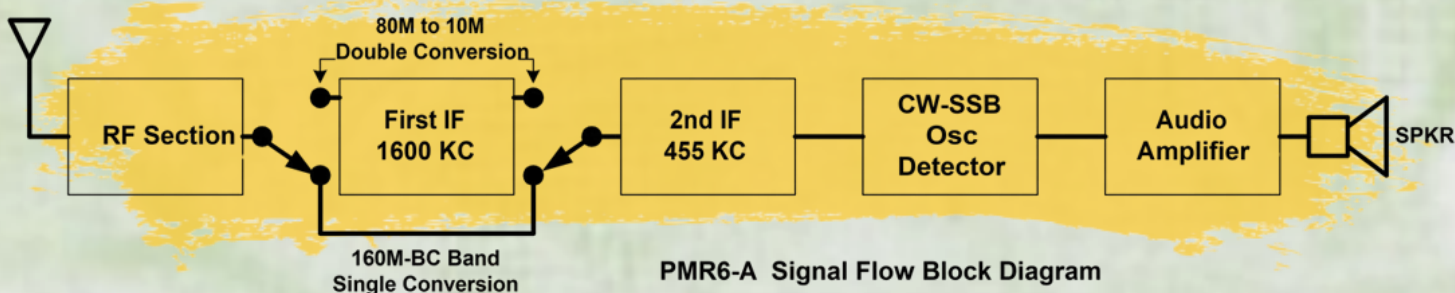 80M to 10M
Double Conversion
RF Section
First IF
1600 KC
2nd IF
455 KC
CW-SSB
Osc
Detector
Audio
Amplifier
SPKR
160M-BC Band
Single Conversion
PMR6-A Signal Flow Block Diagram